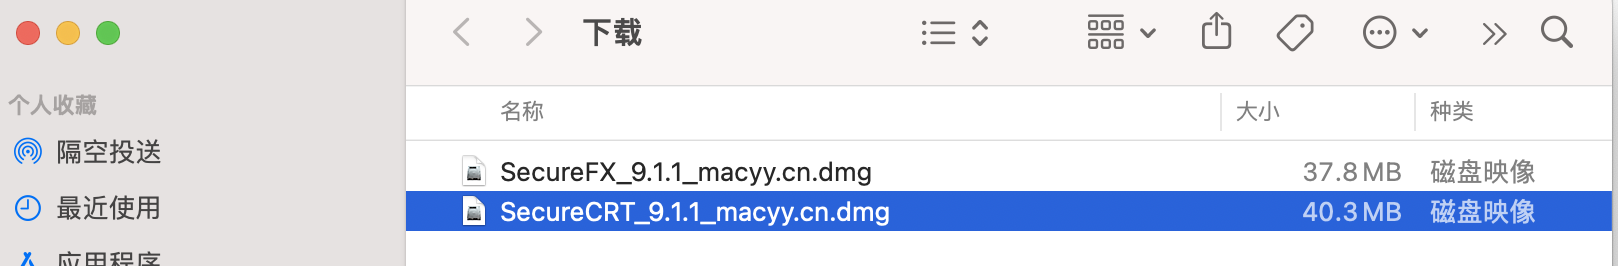 下载
个人收藏
隔空投送
最近使用
应用程序
名称 大小 种类
SecureFX_9.1.1_macyy.cn.dmg 37.8 MB 磁盘映像
SecureCRT_9.1.1_macyy.cn.dmg 40.3 MB 磁盘映像